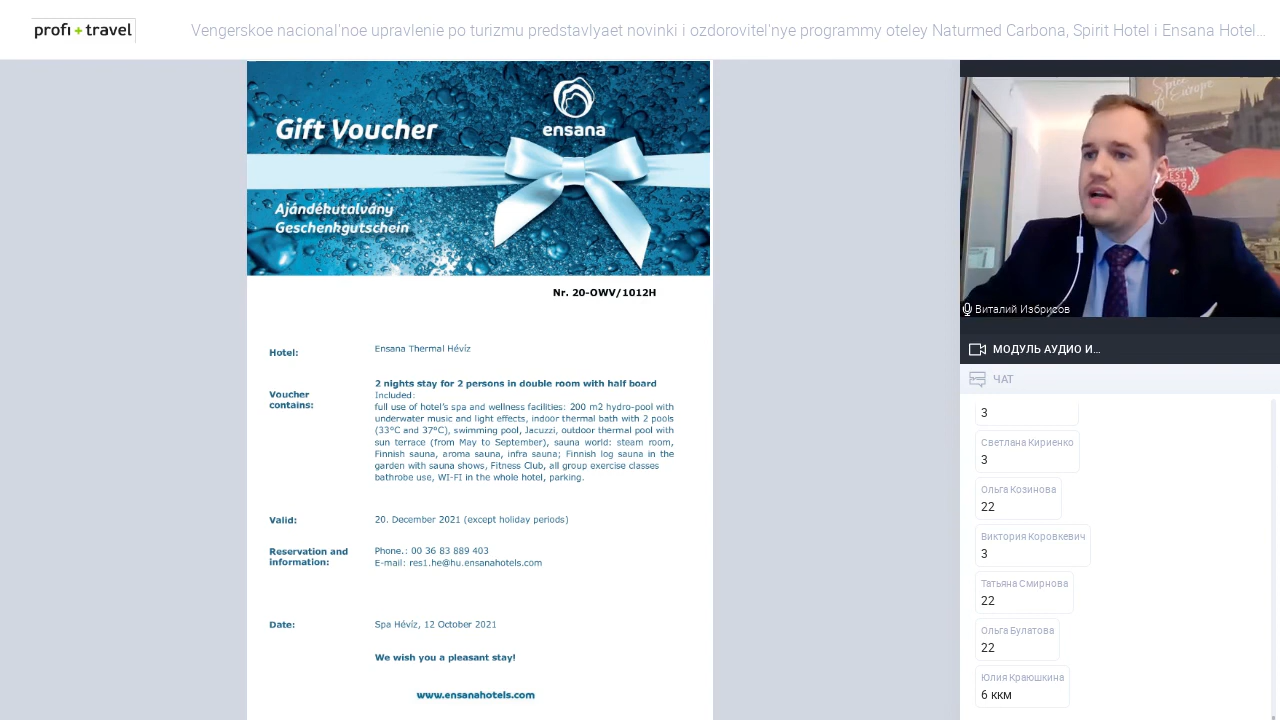 profi + travel
Vengerskoe nacional'noe upravlenie po turizmu predstavlyaet novinki i ozdorovitel'nye programmy oteley Naturmed Carbona, Spirit Hotel i Ensana Hotel...
Gift Voucher
ensana
Ajándékutalvány
Geschenkgutschein
Nr. 20-OWV/1012H
Hotel:
Ensana Thermal Hévíz
Voucher
contains:
2 nights stay for 2 persons in double room with half board
Included:
full use of hotel's spa and wellness facilities: 200 m2 hydro-pool with
underwater music and light effects, indoor thermal bath with 2 pools
(33°C and 37°C), swimming pool, Jacuzzi, outdoor thermal pool with
sun terrace (from May to September), sauna world: steam room,
Finnish sauna, aroma sauna, infra sauna; Finnish log sauna in the
garden with sauna shows, Fitness Club, all group exercise classes
bathrobe use, WI-FI in the whole hotel, parking.
Valid:
20. December 2021 (except holiday periods)
Reservation and
information:
Phone.: 00 36 83 889 403
E-mail: res1.he@hu.ensanahotels.com
Date:
Spa Hévíz, 12 October 2021
We wish you a pleasant stay!
www.ensanahotels.com
Spice
of Europe
Виталий Избрисов
МОДУЛЬ АУДИО И...
ЧАТ
3
Светлана Кириенко
3
Ольга Козинова
22
Виктория Коровкевич
3
Татьяна Смирнова
22
Ольга Булатова
22
Юлия Краюшкина
6 ккм